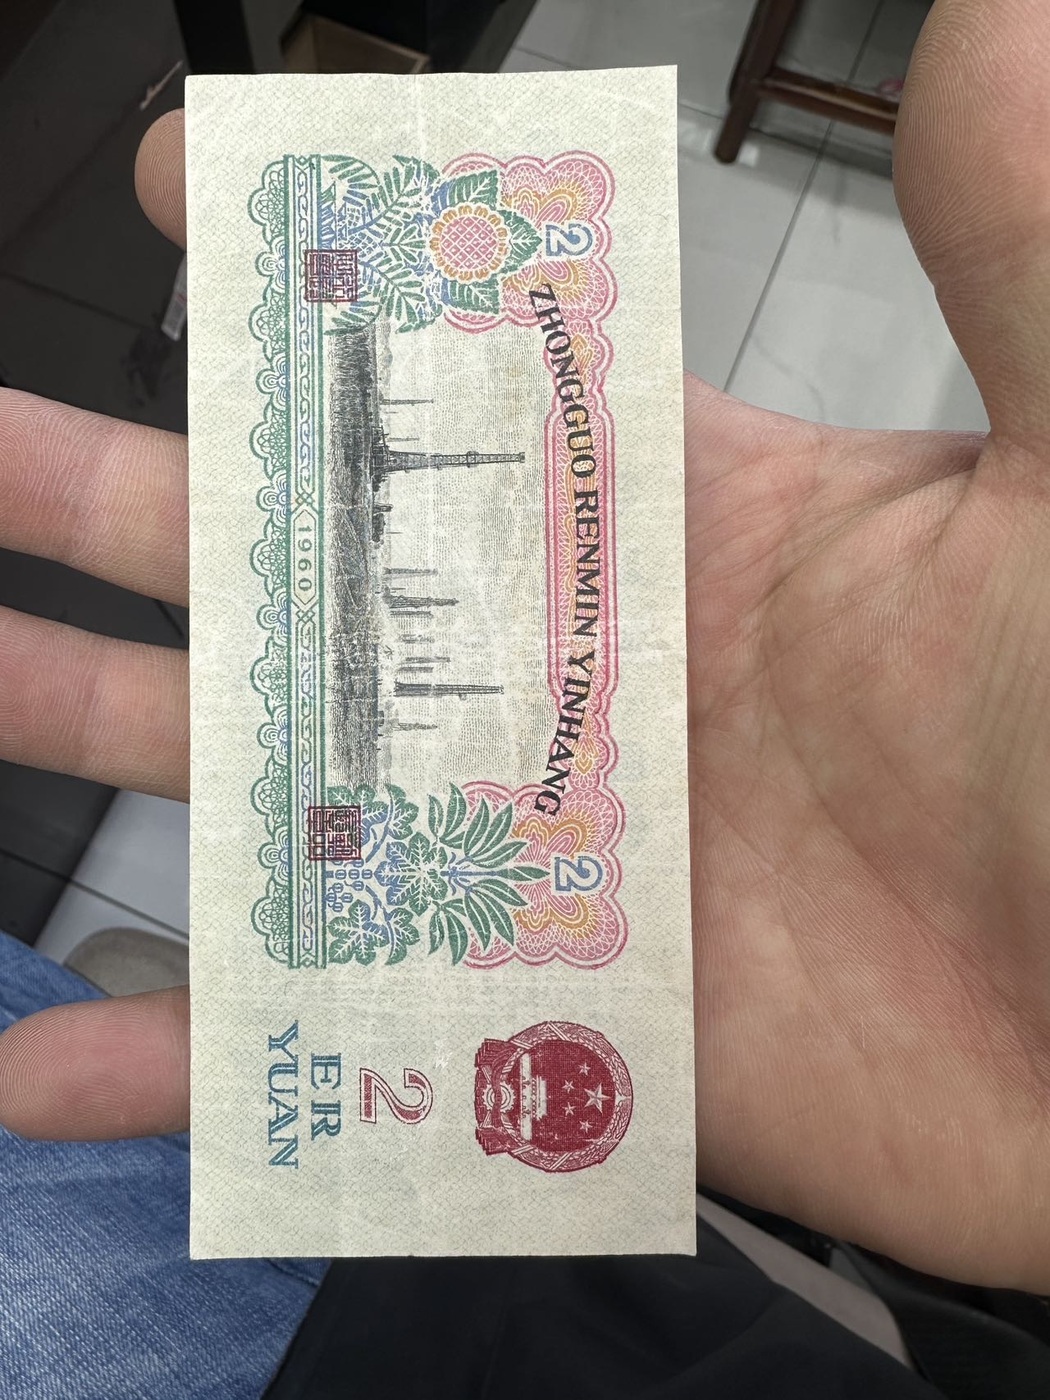 ZHONGGUO RENMIN YINHANG
2
2
1960
2
ER
YUAN